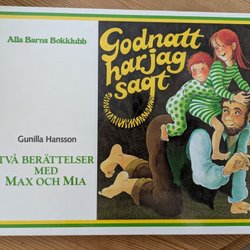 Alla Barns Bokklubb
Godnatt
har jag
sagt
Gunilla Hansson
TVÅ BERÄTTELSER
MED
MAX OCH MIA